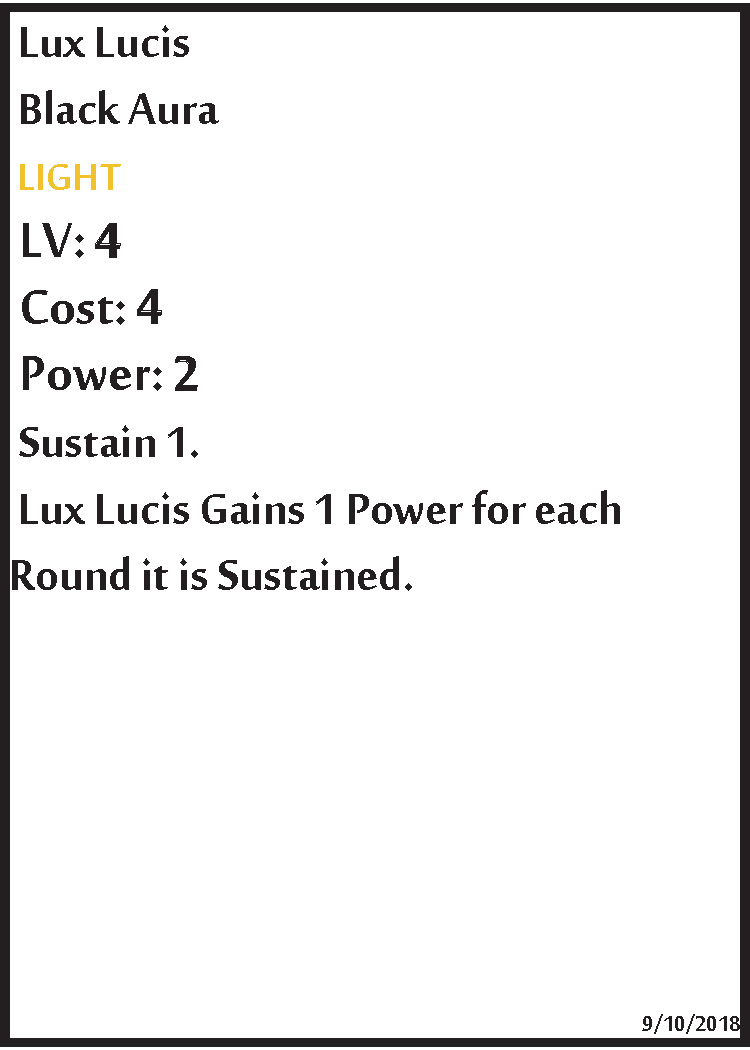 Lux Lucis
Black Aura
LIGHT
LV: 4
Cost: 4
Power: 2
Sustain 1.
Lux Lucis Gains 1 Power for each
Round it is Sustained.
9/10/2018